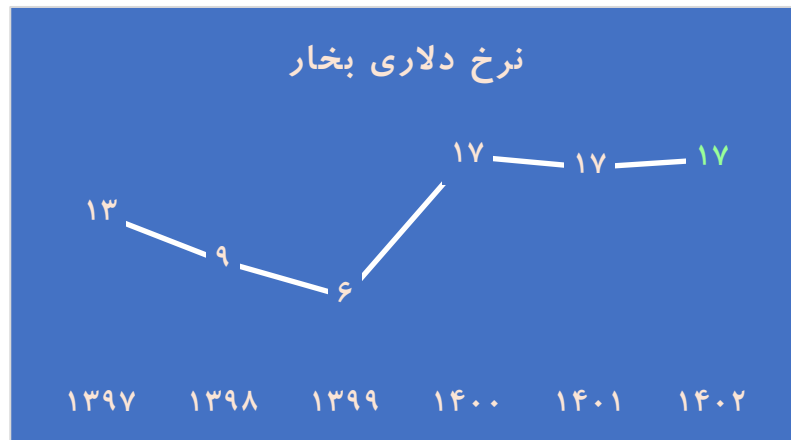 نرخ دلاری بخار
۱۳ ۹ ۶ ۱۷ ۱۷ ۱۷
۱۳۹۷ ۱۳۹۸ ۱۳۹۹ ۱۴۰۰ ۱۴۰۱ ۱۴۰۲